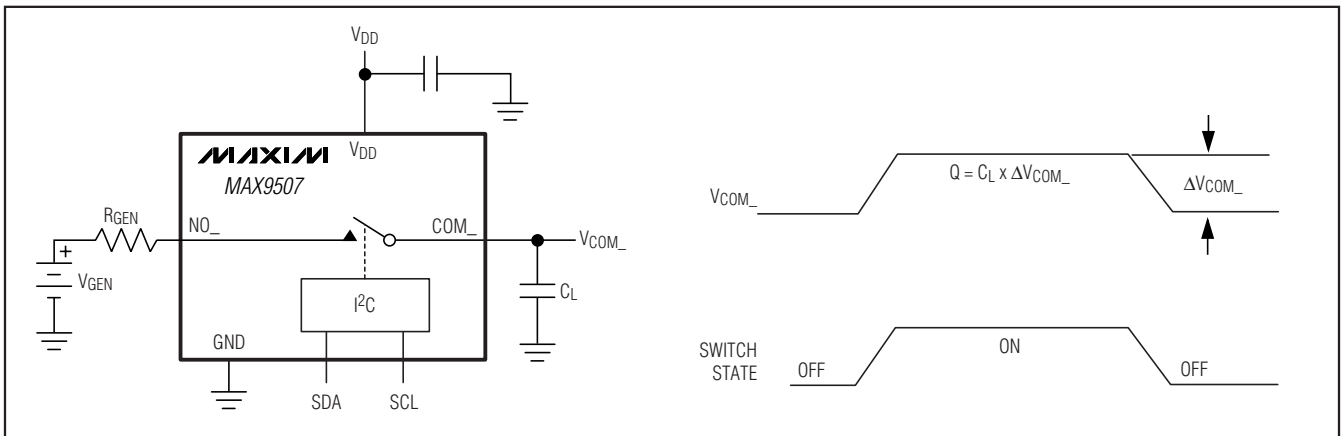 VDD
MAXIM
MAX9507
VDD
RGEN
NO_
COM_
VCOM_
+
VGEN
I²C
CL
GND
SDA
SCL
VCOM_
Q = CL x ΔVCOM_
ΔVCOM_
SWITCH
STATE
OFF
ON
OFF